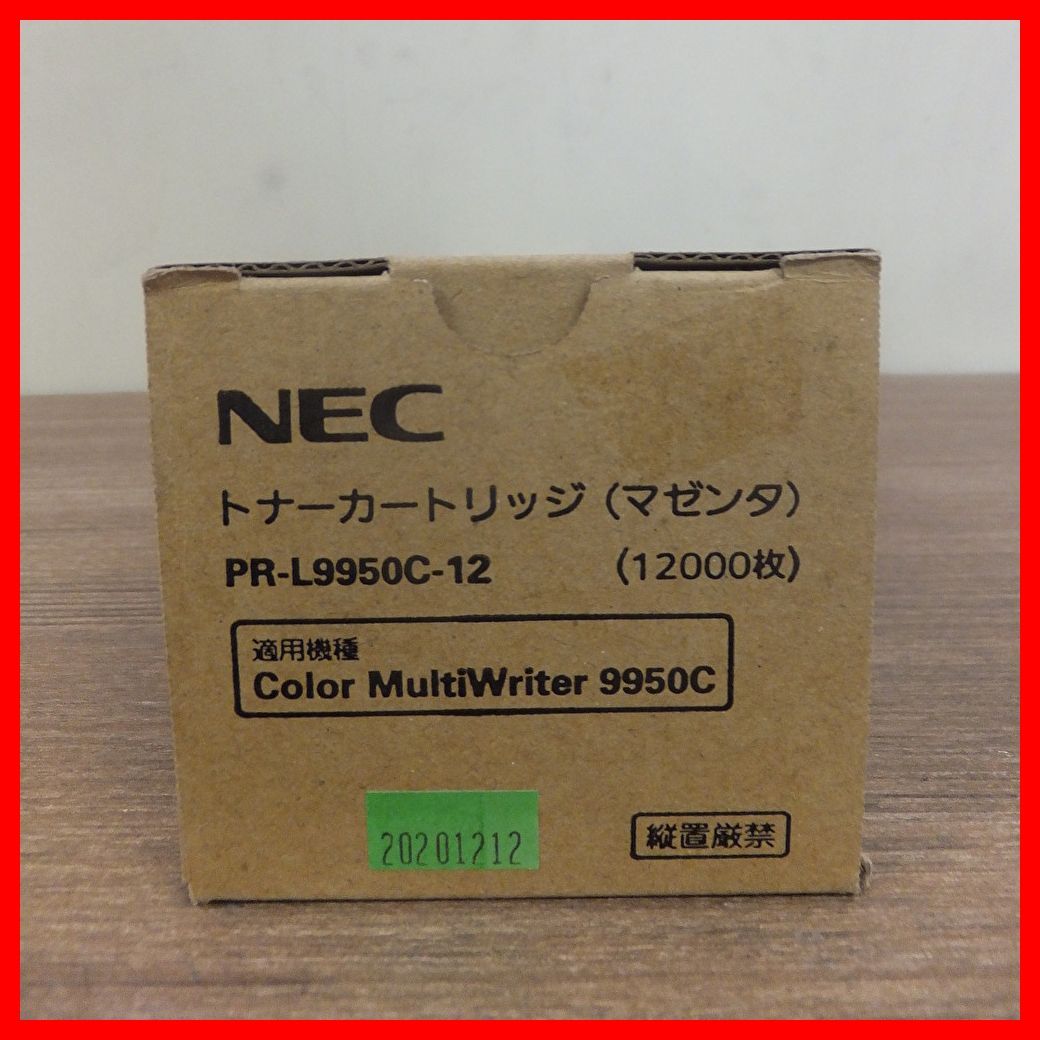 NEC
トナーカートリッジ(マゼンタ)
PR-L9950C-12 (12000枚)
適用機種
Color MultiWriter 9950C
20201212
縦置厳禁